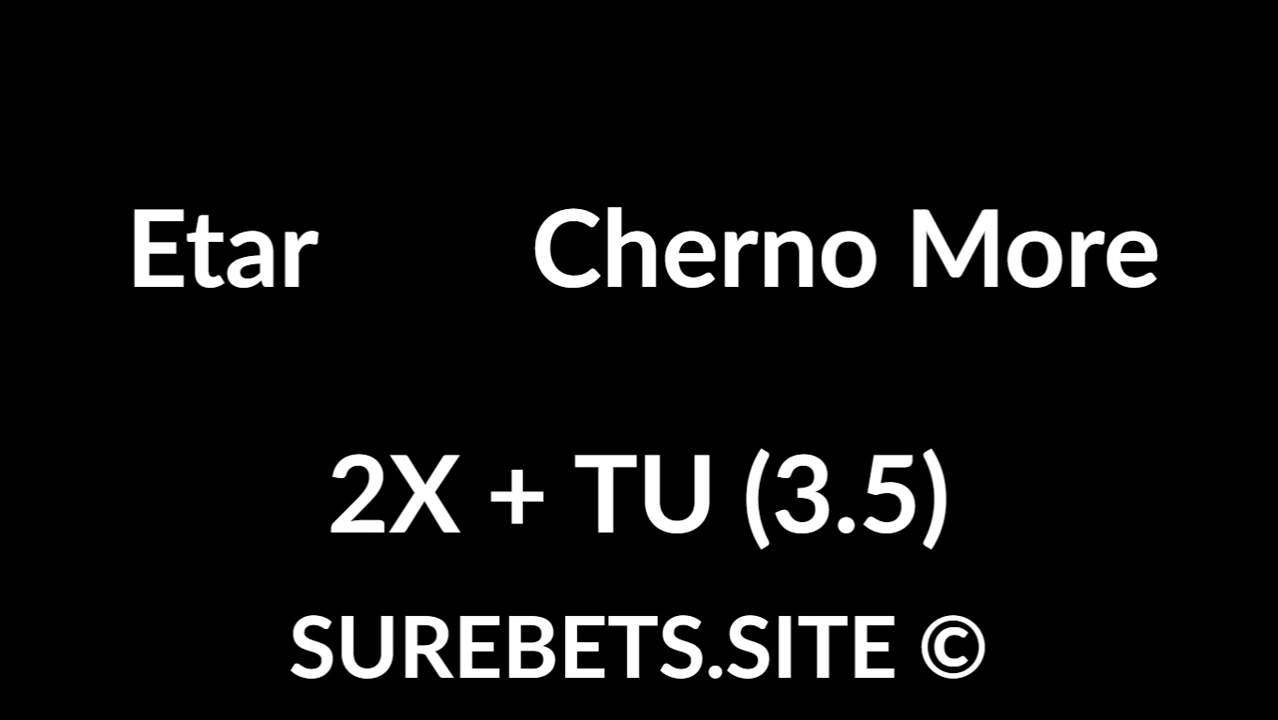 Etar Cherno More
2X + TU (3.5)
SUREBETS.SITE ©